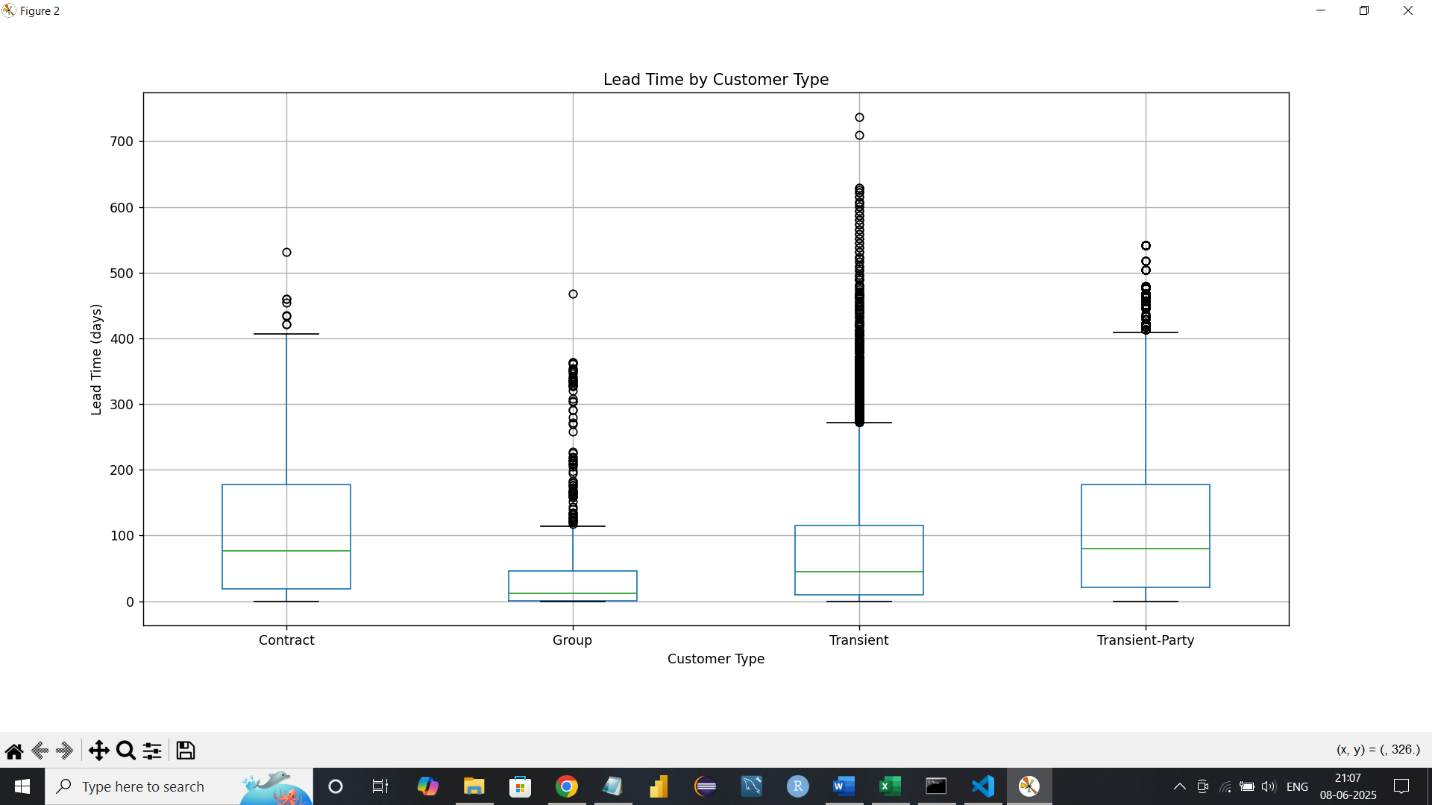 Figure 2
Lead Time by Customer Type
700
600
500
400
300
200
100
0
Lead Time (days)
Contract
Group
Transient
Transient-Party
Customer Type
(x, y) = (, 326.)
Type here to search
R
W
X
ENG
21:07
08-06-2025